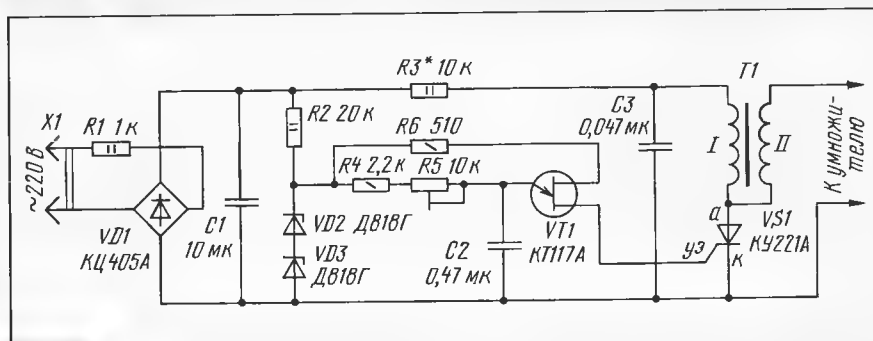 X1
~220 В
R1 1 к
VD1
КЦ405А
C1
10 мк
R2 20 к
R3* 10 к
R6 510
R4 2,2 к
R5 10 к
VD2 Д818Г
VD3
Д818Г
C2
0,47 мк
VT1
КТ117А
C3
0,047 мк
T1
I
II
а
уэ
к
VS1
КУ221А
К умножи-
телю